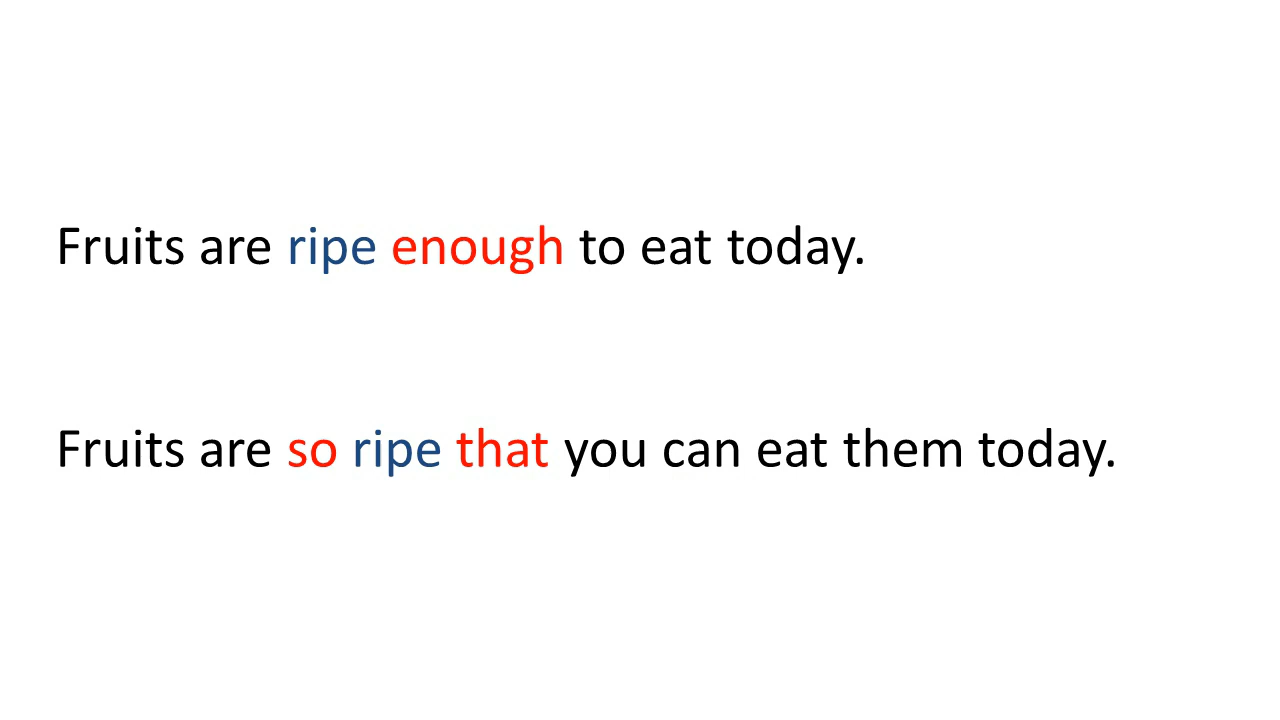 Fruits are ripe enough to eat today.
Fruits are so ripe that you can eat them today.